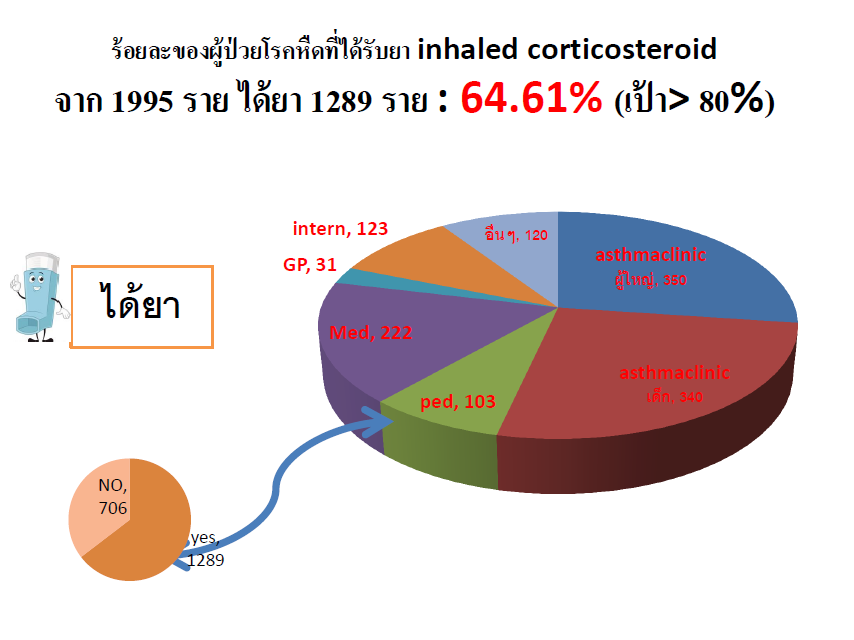 ร้อยละของผู้ป่วยโรคหืดที่ได้รับยา inhaled corticosteroid
จาก 1995 ราย ได้ยา 1289 ราย : 64.61% (เป้า> 80%)
intern, 123
อื่นๆ, 120
asthmaclinic
ผู้ใหญ่, 350
GP, 31
ได้ยา
Med, 222
asthmaclinic
เด็ก, 340
ped, 103
NO,
706
yes,
1289